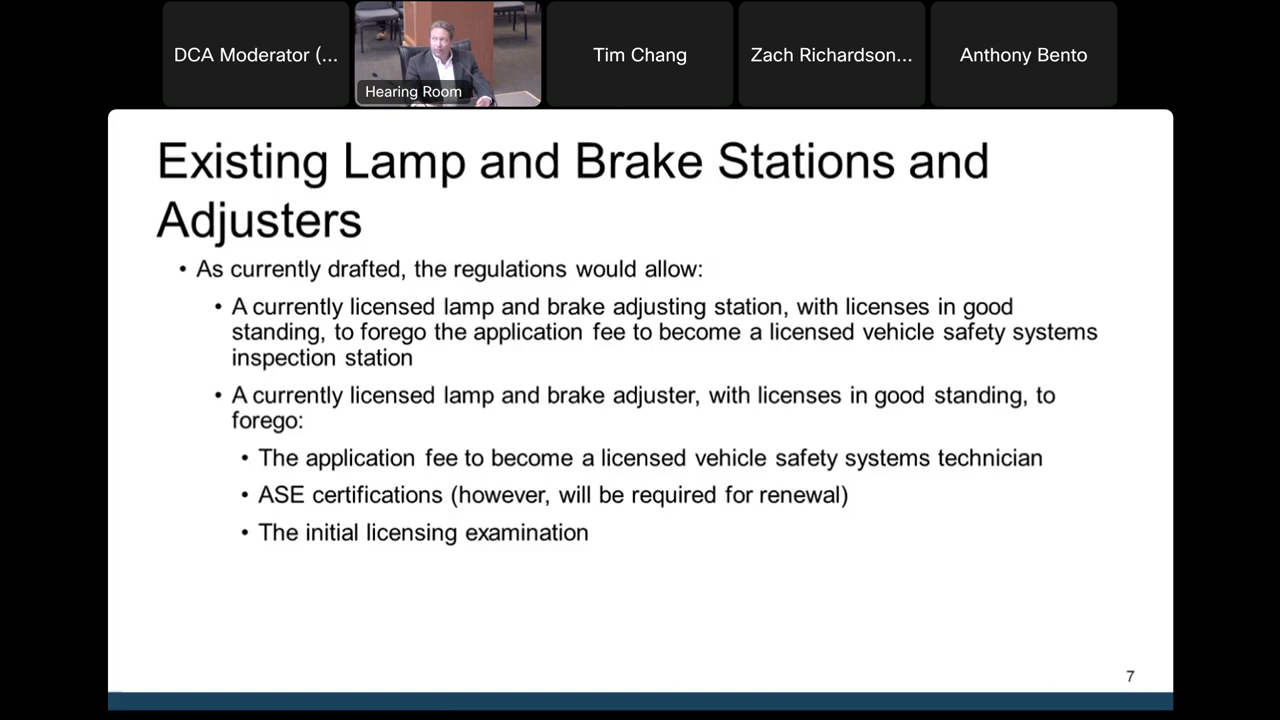 DCA Moderator (...
Hearing Room
Tim Chang
Zach Richardson...
Anthony Bento
Existing Lamp and Brake Stations and
Adjusters
• As currently drafted, the regulations would allow:
• A currently licensed lamp and brake adjusting station, with licenses in good
standing, to forego the application fee to become a licensed vehicle safety systems
inspection station
• A currently licensed lamp and brake adjuster, with licenses in good standing, to
forego:
• The application fee to become a licensed vehicle safety systems technician
• ASE certifications (however, will be required for renewal)
• The initial licensing examination
7